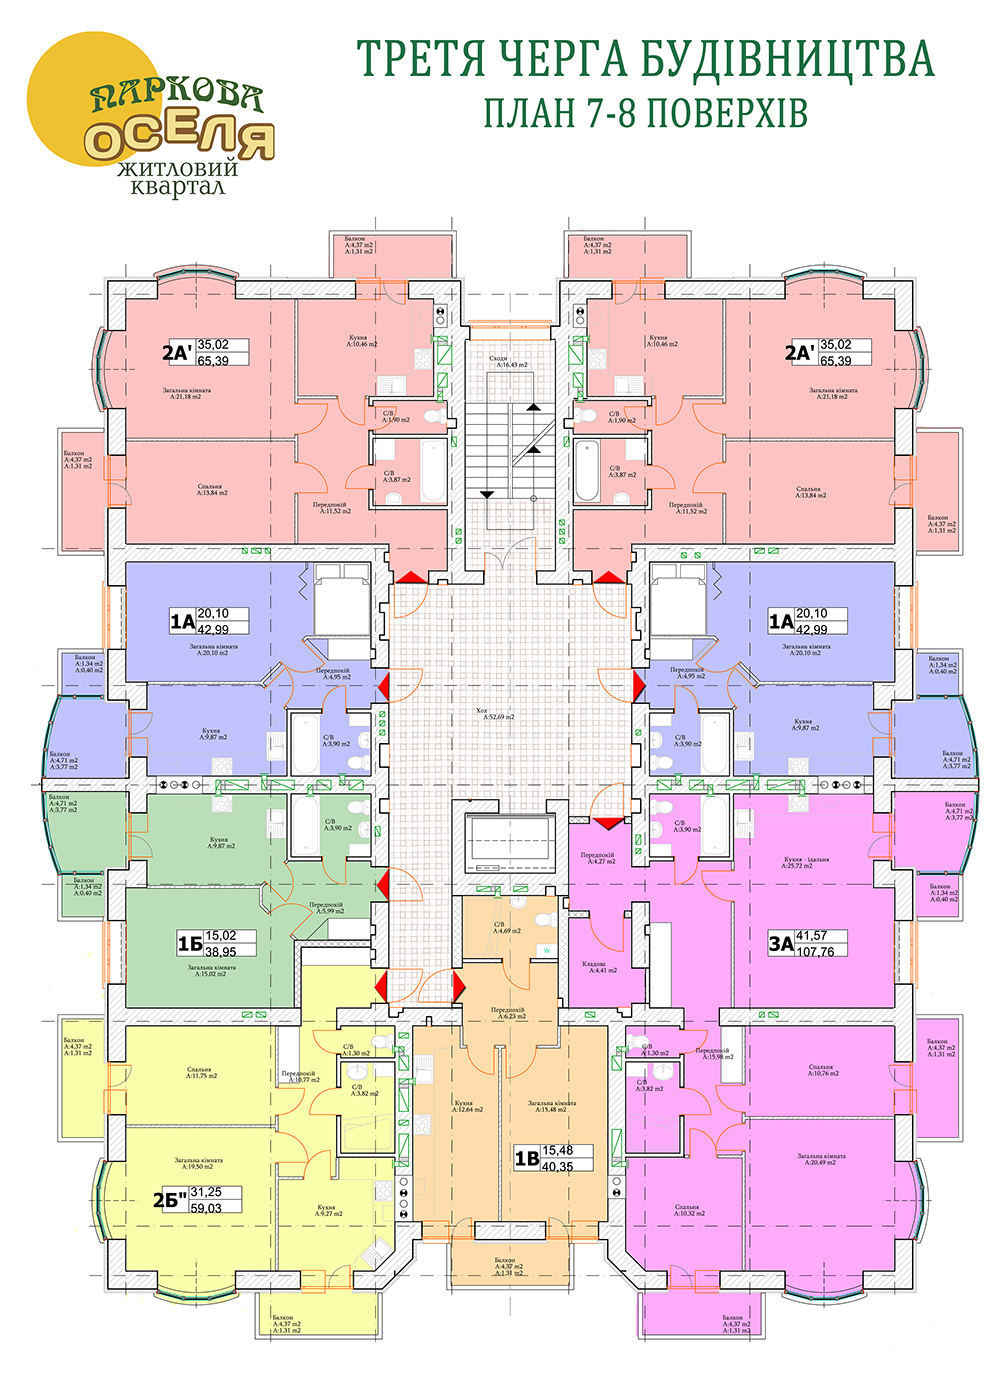 ПАРКОВА
ОСЕЛЯ
ЖИТЛОВИЙ
КВАРТАЛ
ТРЕТЯ ЧЕРГА БУДІВНИЦТВА
ПЛАН 7-8 ПОВЕРХІВ
Балкон
А:4,37 m2
А:1,31 m2
Балкон
А:4,37 m2
А:1,31 m2
2А'
35,02
65,39
Загальна кімната
А:21,18 m2
Кухня
А:10,46 m2
Сходи
А:16,43 m2
Кухня
А:10,46 m2
2А'
35,02
65,39
Загальна кімната
А:21,18 m2
С/В
А:1,90 m2
С/В
А:1,90 m2
Балкон
А:4,37 m2
А:1,31 m2
Спальня
А:13,84 m2
С/В
А:3,87 m2
Передпокій
А:11,52 m2
С/В
А:3,87 m2
Передпокій
А:11,52 m2
Спальня
А:13,84 m2
Балкон
А:4,37 m2
А:1,31 m2
1А
20,10
42,99
Загальна кімната
А:20,10 m2
1А
20,10
42,99
Загальна кімната
А:20,10 m2
Балкон
А:1,34 m2
А:0,40 m2
Передпокій
А:4,95 m2
Передпокій
А:4,95 m2
Балкон
А:1,34 m2
А:0,40 m2
Хол
А:52,69 m2
Кухня
А:9,87 m2
С/В
А:3,90 m2
С/В
А:3,90 m2
Кухня
А:9,87 m2
Балкон
А:4,71 m2
А:3,77 m2
Балкон
А:4,71 m2
А:3,77 m2
Балкон
А:4,71 m2
А:3,77 m2
Кухня
А:9,87 m2
С/В
А:3,90 m2
С/В
А:3,90 m2
Балкон
А:4,71 m2
А:3,77 m2
Передпокій
А:4,27 m2
Кухня - їдальня
А:25,72 m2
Балкон
А:1,34 m2
А:0,40 m2
Передпокій
А:5,99 m2
Балкон
А:1,34 m2
А:0,40 m2
1Б
15,02
38,95
Загальна кімната
А:15,02 m2
С/В
А:4,69 m2
W
Кладова
А:4,41 m2
3А
41,57
107,76
Передпокій
А:6,23 m2
Балкон
А:4,37 m2
А:1,31 m2
Спальня
А:11,75 m2
Передпокій
А:10,77 m2
С/В
А:1,30 m2
С/В
А:3,82 m2
Кухня
А:12,64 m2
Загальна кімната
А:15,48 m2
С/В
А:1,30 m2
С/В
А:3,82 m2
Передпокій
А:15,98 m2
Спальня
А:10,76 m2
Балкон
А:4,37 m2
А:1,31 m2
1В
15,48
40,35
Загальна кімната
А:19,50 m2
2Б"
31,25
59,03
Кухня
А:9,27 m2
Спальня
А:10,32 m2
Загальна кімната
А:20,49 m2
Балкон
А:4,37 m2
А:1,31 m2
Балкон
А:4,37 m2
А:1,31 m2
Балкон
А:4,37 m2
А:1,31 m2